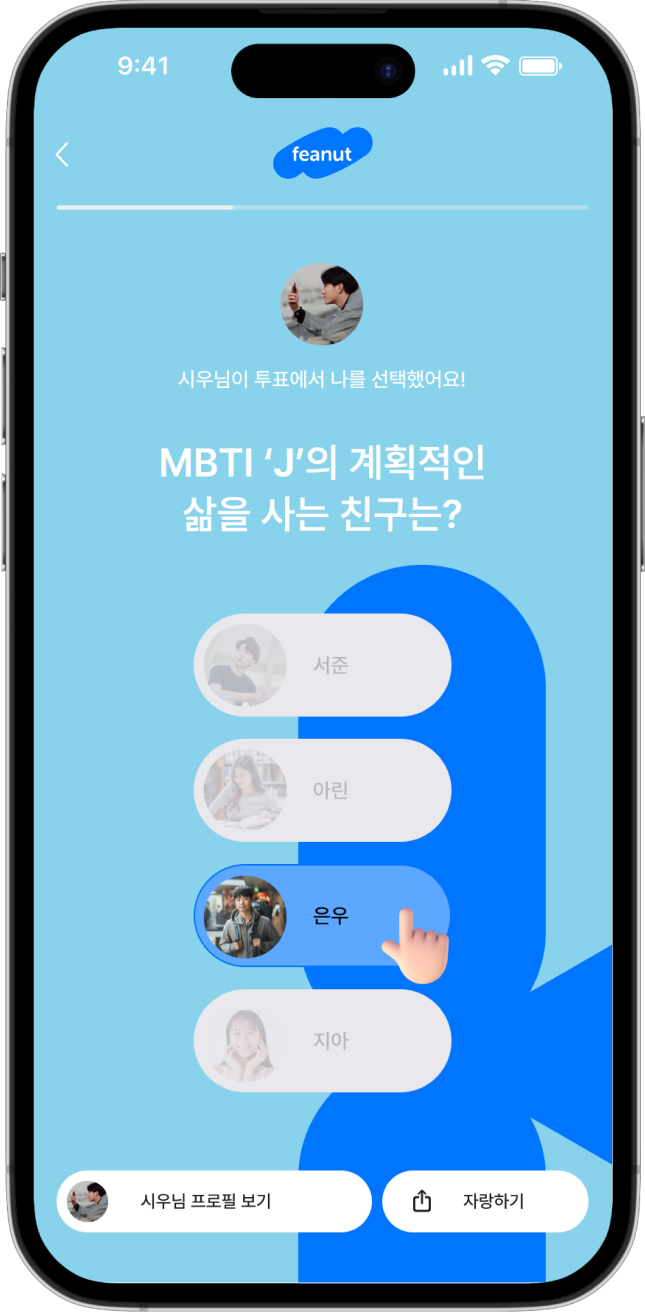 9:41
feanut
시우님이 투표에서 나를 선택했어요!
MBTI ‘J’의 계획적인
삶을 사는 친구는?
서준
아린
은우
지아
시우님 프로필 보기
자랑하기